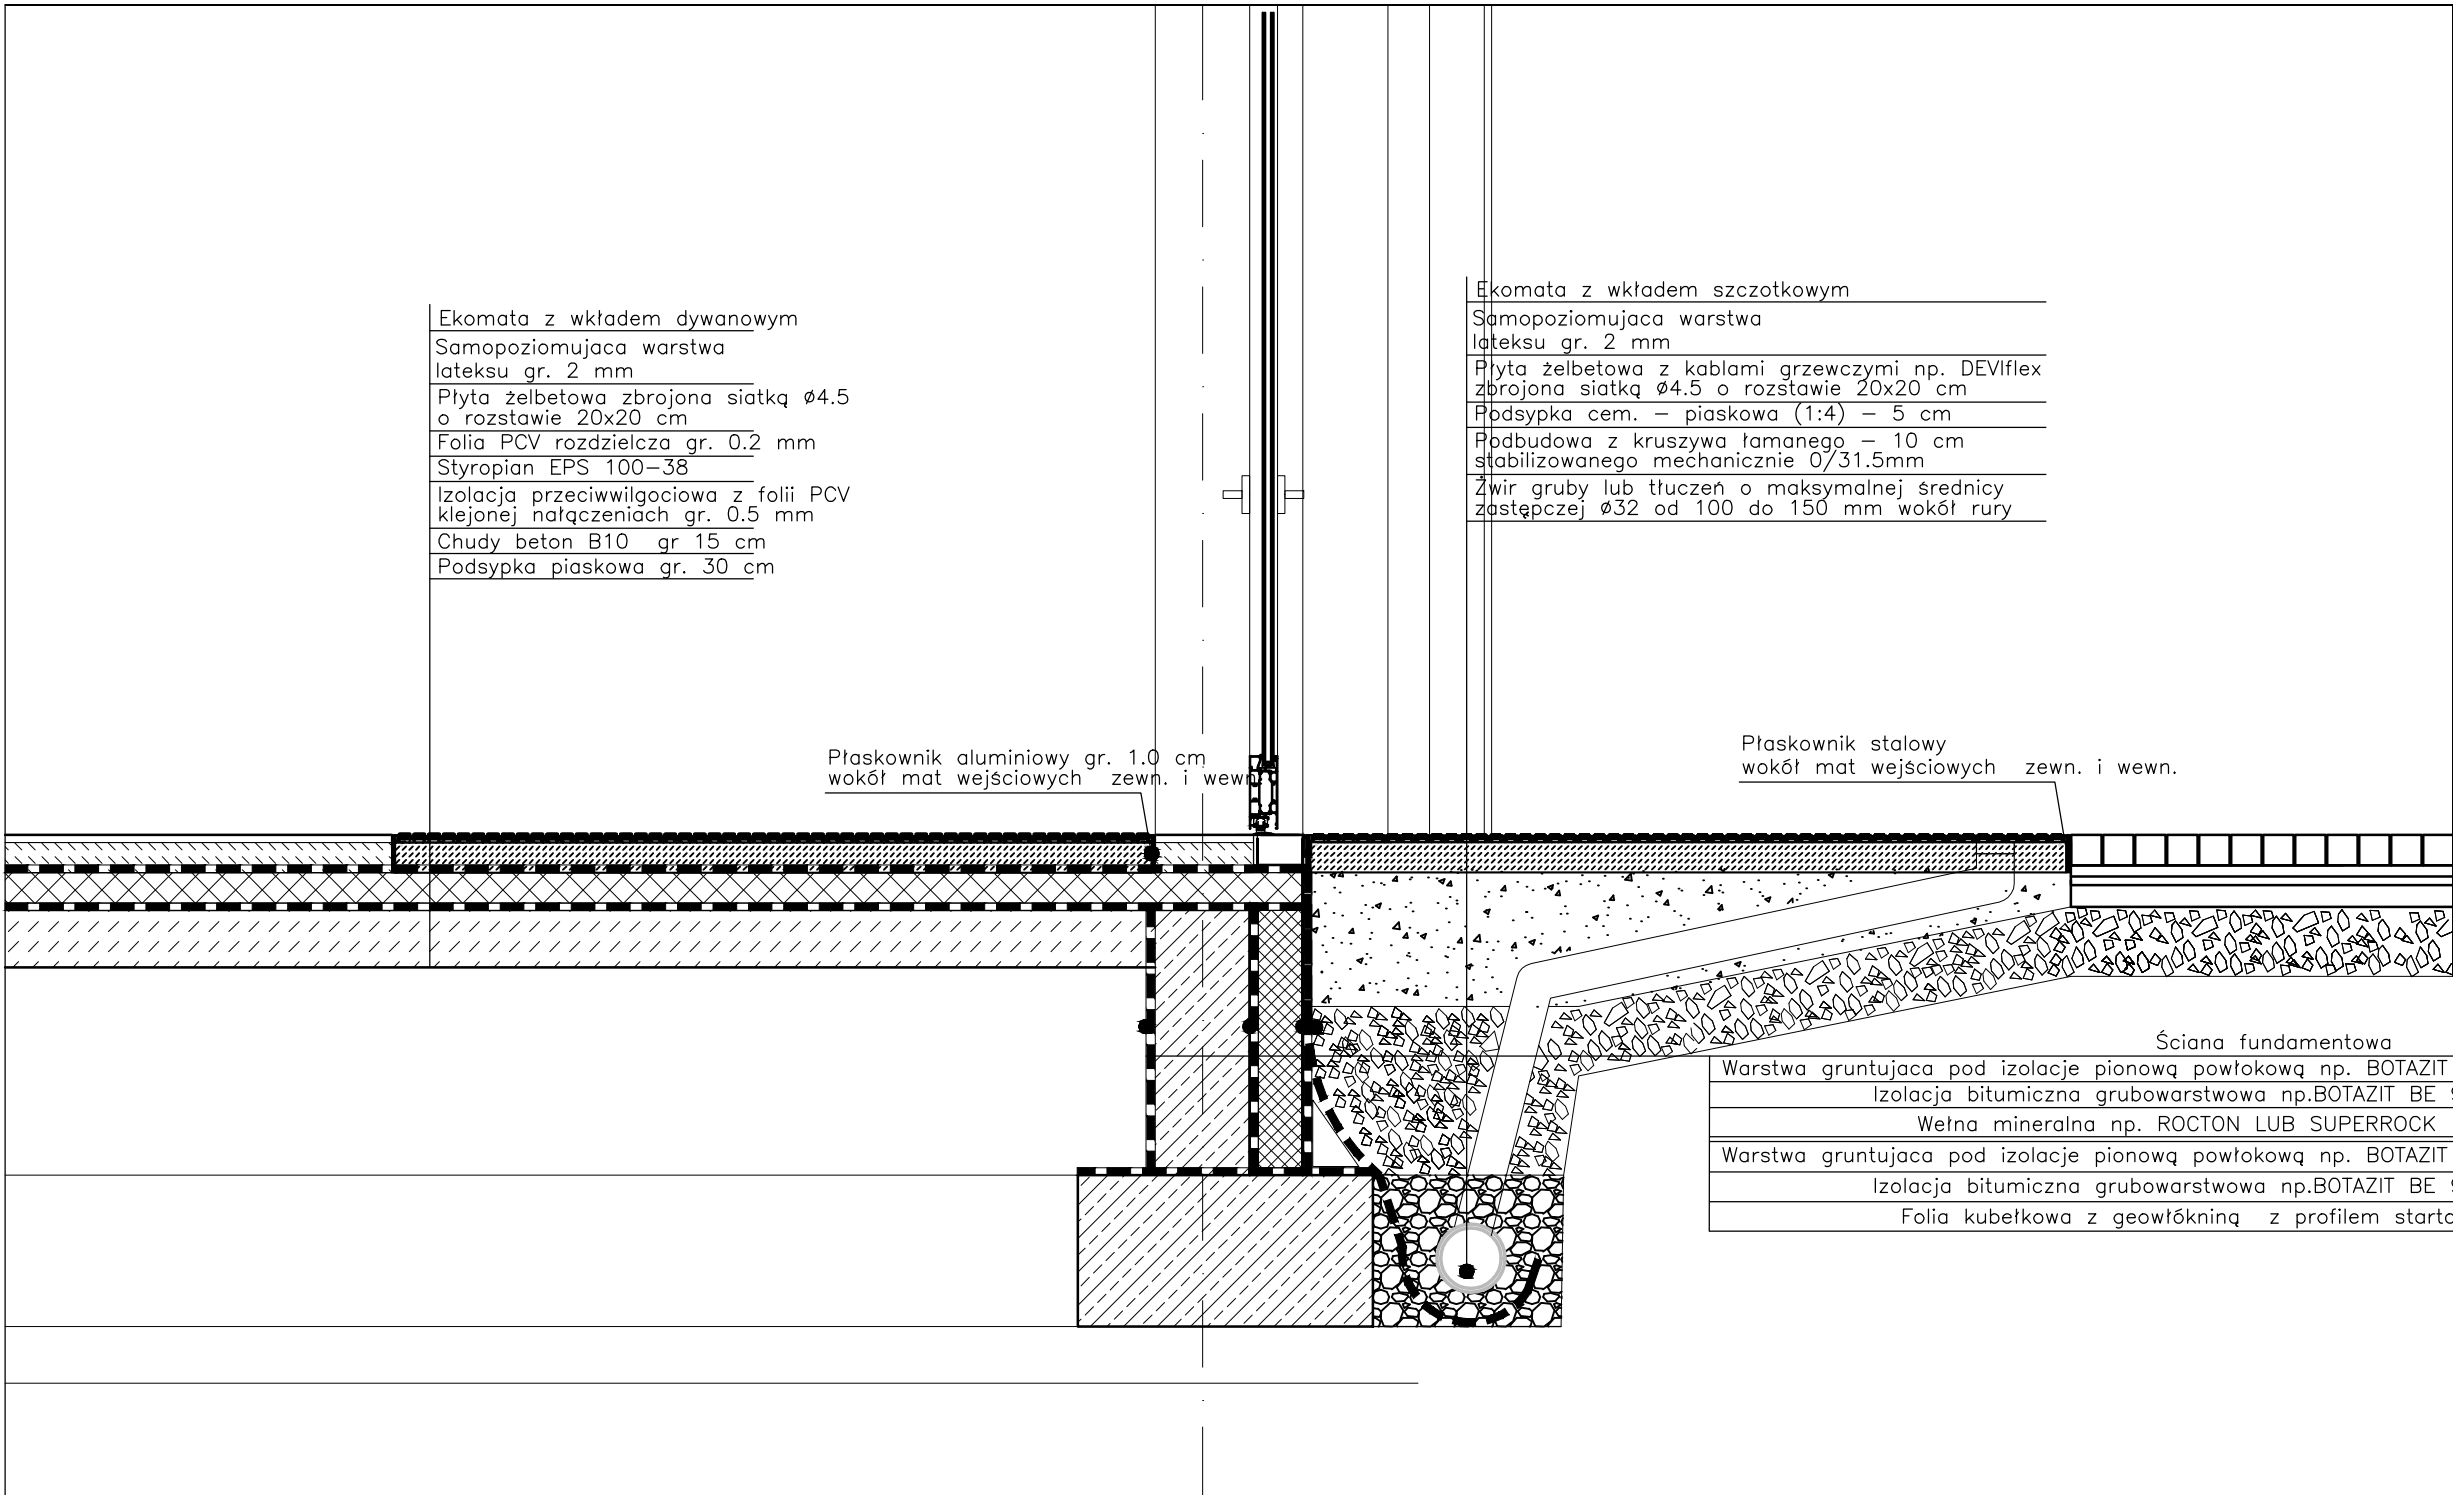 Ekomata z wkładem dywanowym
Samopoziomujaca warstwa
lateksu gr. 2 mm
Płyta żelbetowa zbrojona siatką ø4.5
o rozstawie 20x20 cm
Folia PCV rozdzielcza gr. 0.2 mm
Styropian EPS 100-38
Izolacja przeciwwilgociowa z folii PCV
klejonej nałączeniach gr. 0.5 mm
Chudy beton B10 gr 15 cm
Podsypka piaskowa gr. 30 cm
Ekomata z wkładem szczotkowym
Samopoziomujaca warstwa
lateksu gr. 2 mm
Płyta żelbetowa z kablami grzewczymi np. DEVIflex
zbrojona siatką ø4.5 o rozstawie 20x20 cm
Podsypka cem. – piaskowa (1:4) – 5 cm
Podbudowa z kruszywa łamanego – 10 cm
stabilizowanego mechanicznie 0/31.5mm
Żwir gruby lub tłuczeń o maksymalnej średnicy
zastępczej ø32 od 100 do 150 mm wokół rury
Płaskownik aluminiowy gr. 1.0 cm
wokół mat wejściowych zewn. i wewn
Płaskownik stalowy
wokół mat wejściowych zewn. i wewn.
Ściana fundamentowa
Warstwa gruntujaca pod izolacje pionową powłokową np. BOTAZIT
Izolacja bitumiczna grubowarstwowa np.BOTAZIT BE
Wełna mineralna np. ROCTON LUB SUPERROCK
Warstwa gruntujaca pod izolacje pionową powłokową np. BOTAZIT
Izolacja bitumiczna grubowarstwowa np.BOTAZIT BE
Folia kubełkowa z geowłókniną z profilem